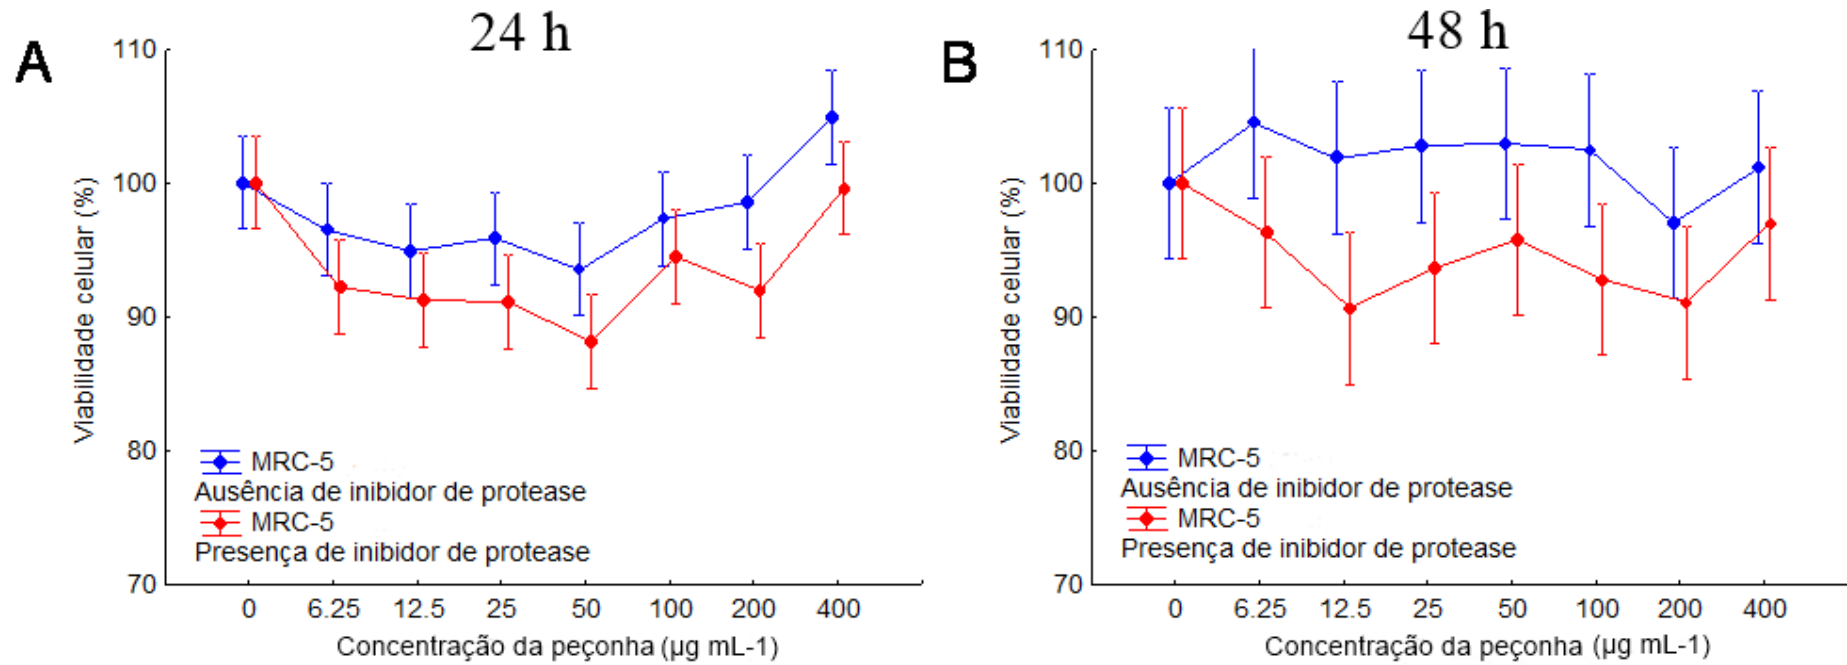 A
24 h
110
100
90
80
70
Viabilidade celular (%)
MRC-5
Ausência de inibidor de protease
MRC-5
Presença de inibidor de protease
0 6.25 12.5 25 50 100 200 400
Concentração da peçonha (µg mL-1)
B
48 h
110
100
90
80
70
Viabilidade celular (%)
MRC-5
Ausência de inibidor de protease
MRC-5
Presença de inibidor de protease
0 6.25 12.5 25 50 100 200 400
Concentração da peçonha (µg mL-1)